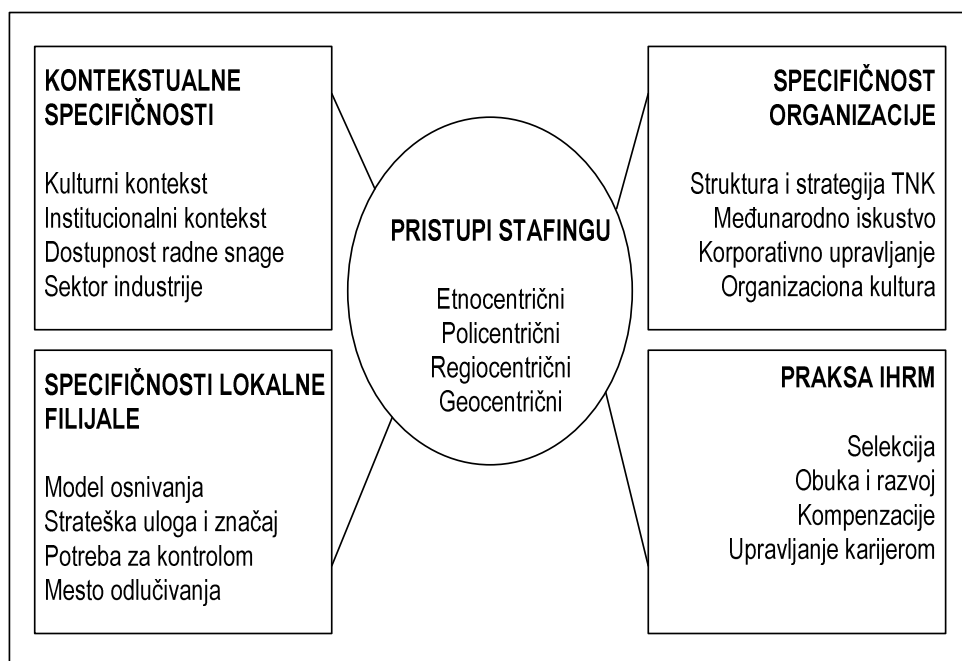 KONTEKSTUALNE
SPECIFIČNOSTI
Kulturni kontekst
Institucionalni kontekst
Dostupnost radne snage
Sektor industrije
SPECIFIČNOST
ORGANIZACIJE
Struktura i strategija TNK
Međunarodno iskustvo
Korporativno upravljanje
Organizaciona kultura
PRISTUPI STAFINGU
Etnocentrični
Policentrični
Regiocentrični
Geocentrični
SPECIFIČNOSTI LOKALNE
FILIJALE
Model osnivanja
Strateška uloga i značaj
Potreba za kontrolom
Mesto odlučivanja
PRAKSA IHRM
Selekcija
Obuka i razvoj
Kompenzacije
Upravljanje karijerom